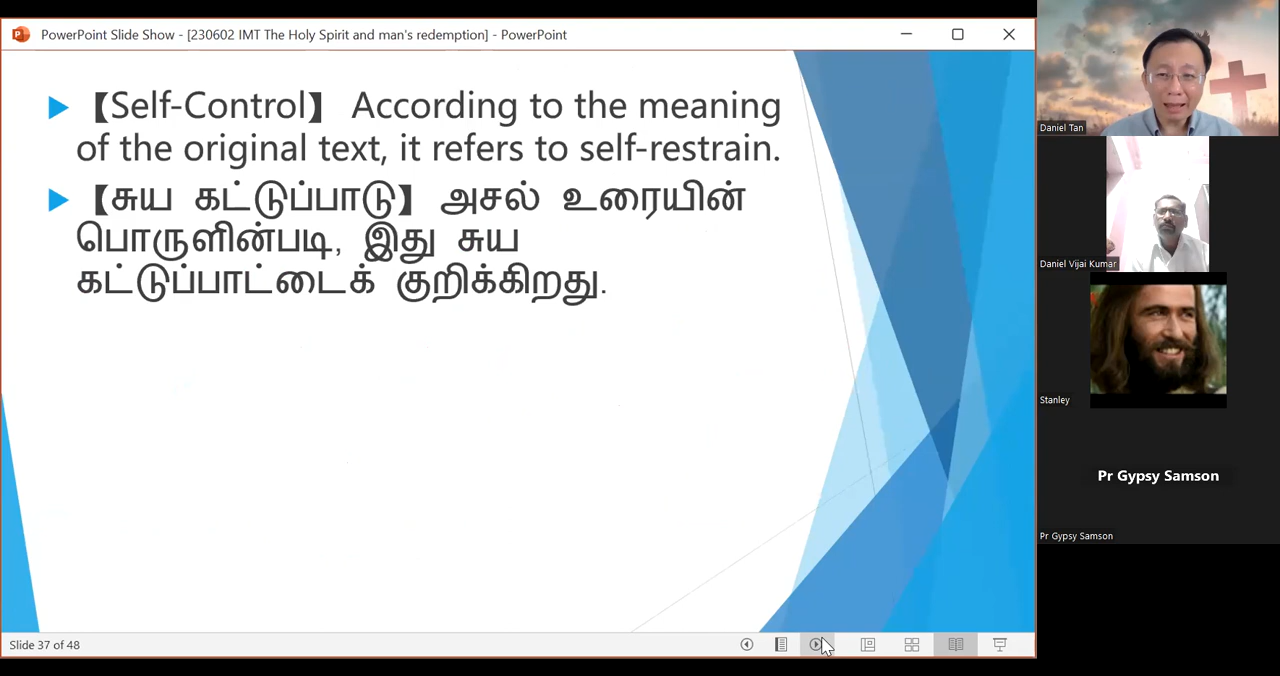 PowerPoint Slide Show - [230602 IMT The Holy Spirit and man's redemption] - PowerPoint
【Self-Control】 According to the meaning
of the original text, it refers to self-restrain.
【சுய கட்டுப்பாடு】 அசல் உரையின்
பொருளின்படி, இது சுய
கட்டுப்பாட்டைக் குறிக்கிறது.
Slide 37 of 48
Daniel Tan
Daniel Vijai Kumar
Stanley
Pr Gypsy Samson
Pr Gypsy Samson